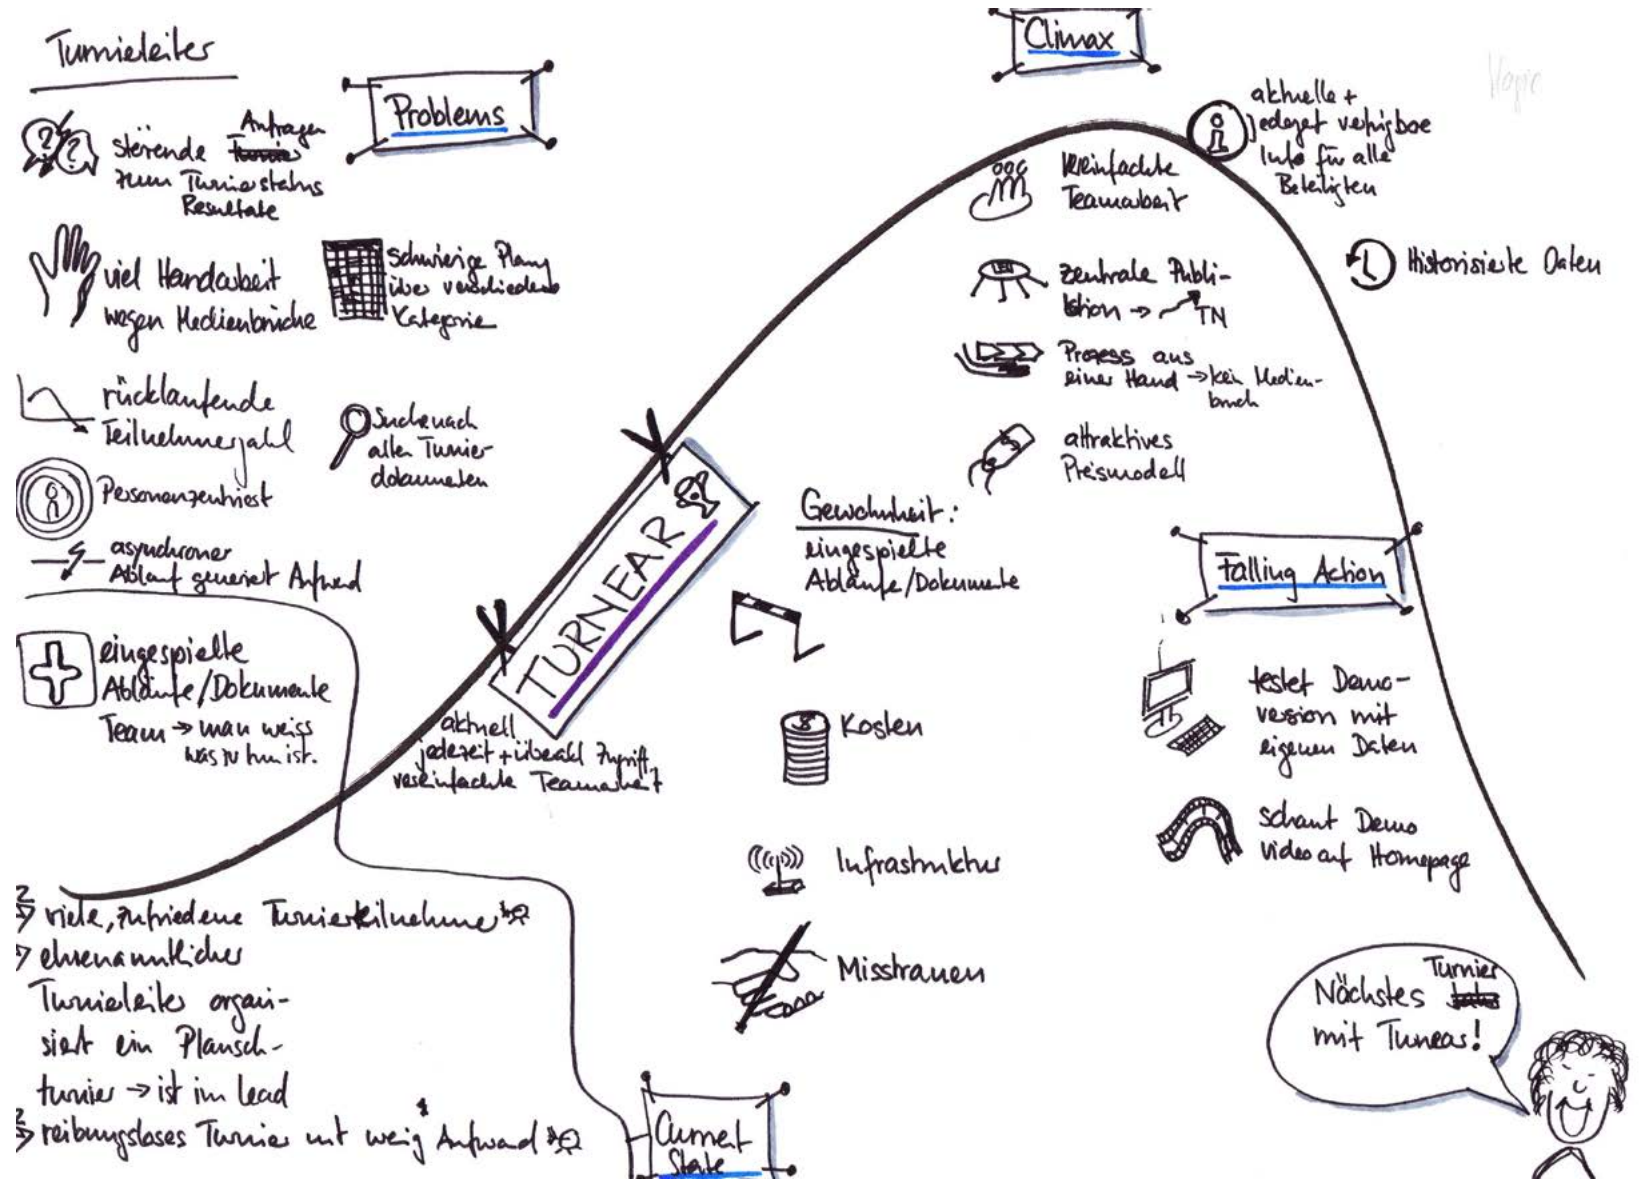 Turnierleiter
Problems
störende Anfragen
zum Turnierstatus
Resultate
viel Handarbeit
wegen Medienbrüche
schwierige Planung
über verschiedene
Kategorie
rücklaufende
Teilnehmerzahl
Suche nach
allen Turnier-
dokumenten
Personenzentriert
asynchroner
Ablauf generiert Aufwand
eingespielte
Abläufe/Dokumente
Team → man weiss
was zu tun ist.
→ viele, zufriedene Turnierteilnehmer
→ ehrenamtlicher
Turnierleiter organi-
siert ein Plausch-
turnier → ist im Lead
→ reibungsloses Turnier mit wenig Aufwand
Current
State
TURNEAR
aktuell
jederzeit + überall Zugriff
vereinfachte Teamarbeit
Gewohnheit:
eingespielte
Abläufe/Dokumente
$ Kosten
Infrastruktur
Misstrauen
Climax
i
aktuelle +
jederzeit verfügbare
Info für alle
Beteiligten
vereinfachte
Teamarbeit
Historisierte Daten
zentrale Publi-
kation → TN
Prozess aus
einer Hand → kein Medien-
bruch
attraktives
Preismodell
Falling Action
testet Demo-
version mit
eigenen Daten
schaut Demo
video auf Homepage
Nächstes Turnier
mit Turnear!